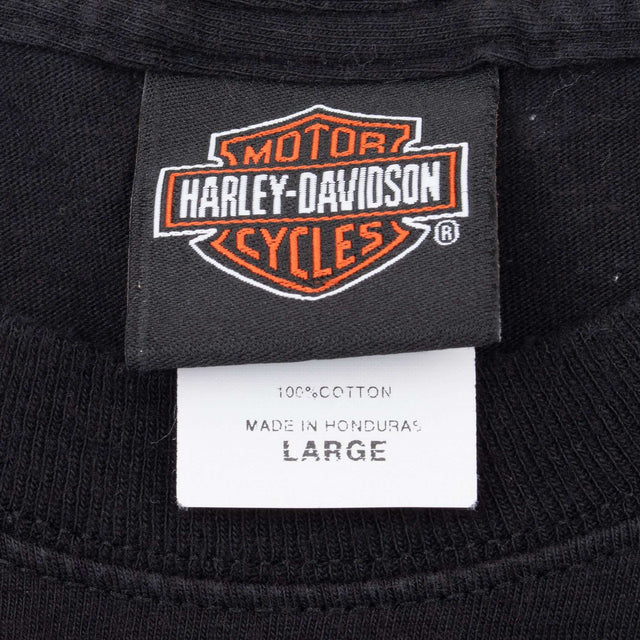 MOTOR
HARLEY-DAVIDSON
CYCLES
®
100%COTTON
MADE IN HONDURAS
LARGE